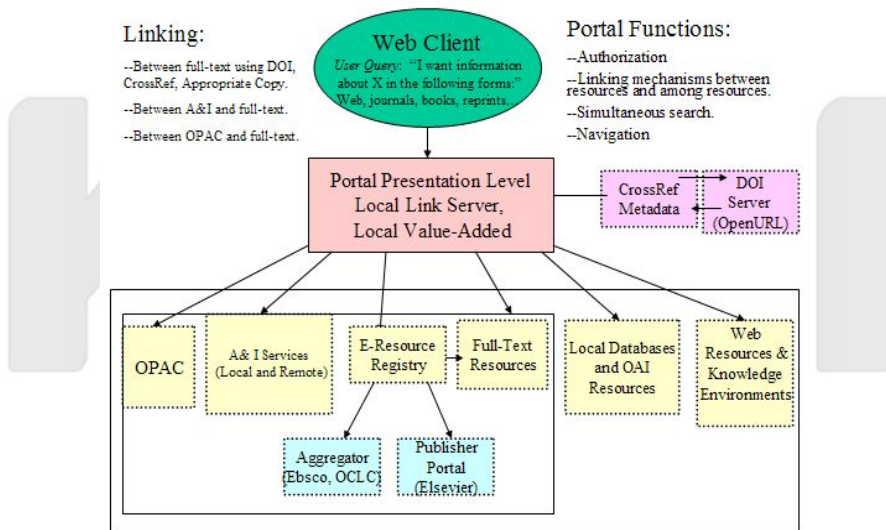 Linking:
--Between full-text using DOI,
CrossRef, Appropriate Copy.
--Between A&I and full-text.
--Between OPAC and full-text.
Web Client
User Query: “I want information
about X in the following forms:”
Web, journals, books, reprints...
Portal Functions:
--Authorization
--Linking mechanisms between
resources and among resources.
--Simultaneous search.
--Navigation
Portal Presentation Level
Local Link Server,
Local Value-Added
CrossRef
Metadata
DOI
Server
(OpenURL)
OPAC
A& I Services
(Local and Remote)
E-Resource
Registry
Full-Text
Resources
Local Databases
and OAI
Resources
Web
Resources &
Knowledge
Environments
Aggregator
(Ebsco, OCLC)
Publisher
Portal
(Elsevier)